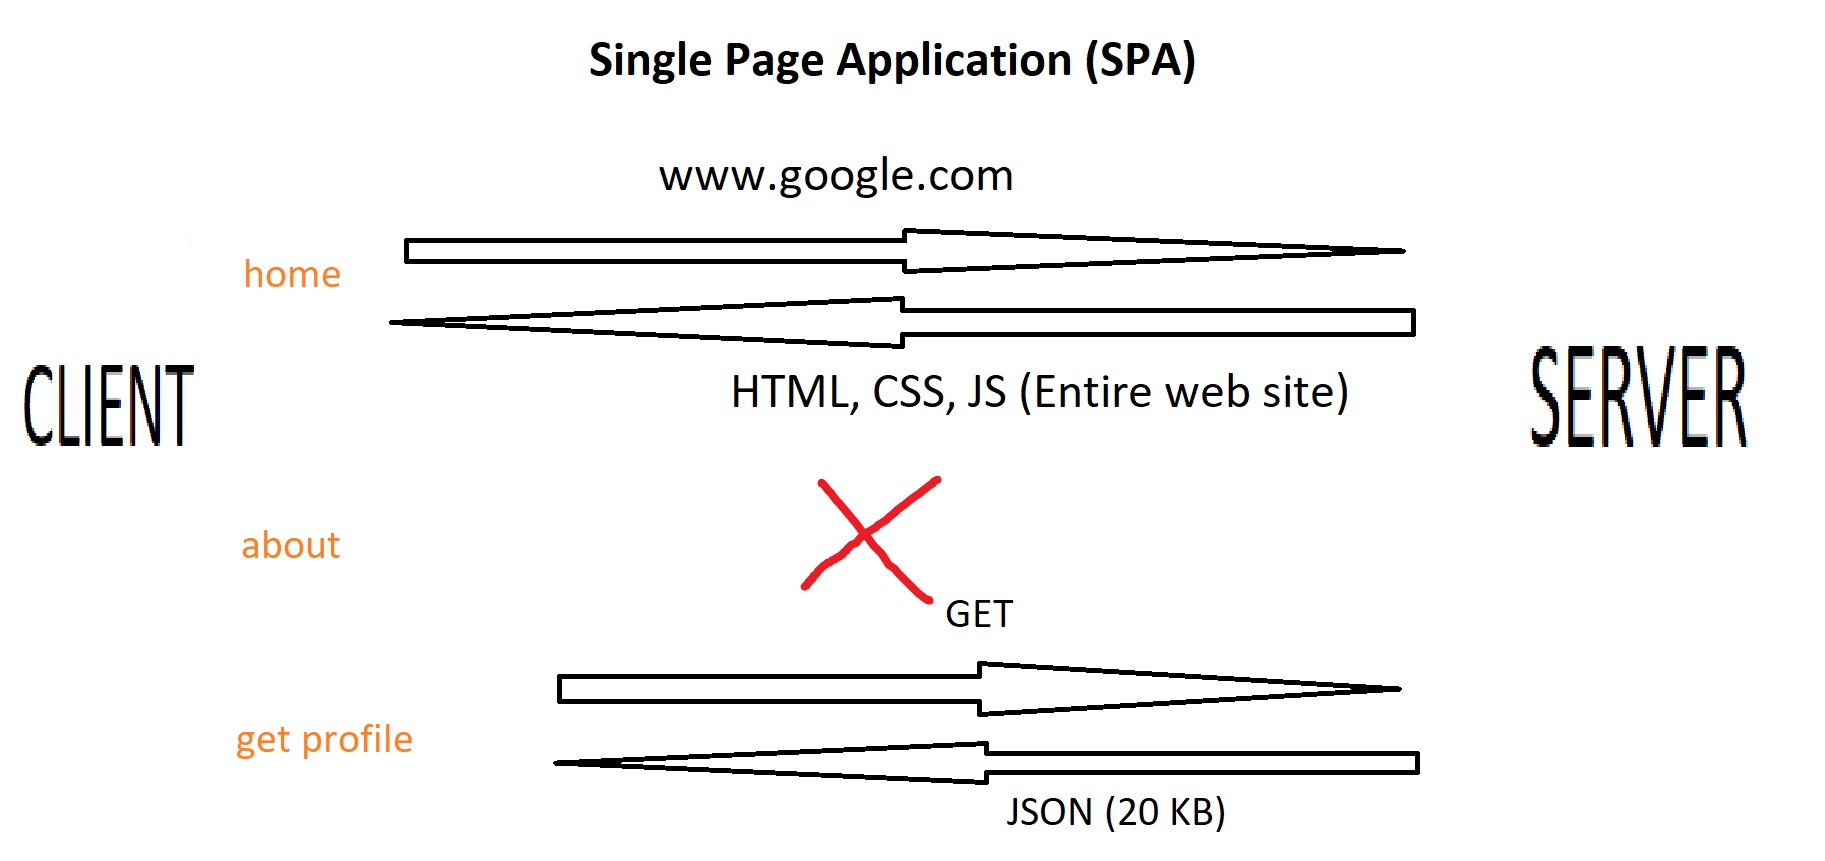 Single Page Application (SPA)
www.google.com
home
HTML, CSS, JS (Entire web site)
CLIENT
SERVER
about
GET
get profile
JSON (20 KB)